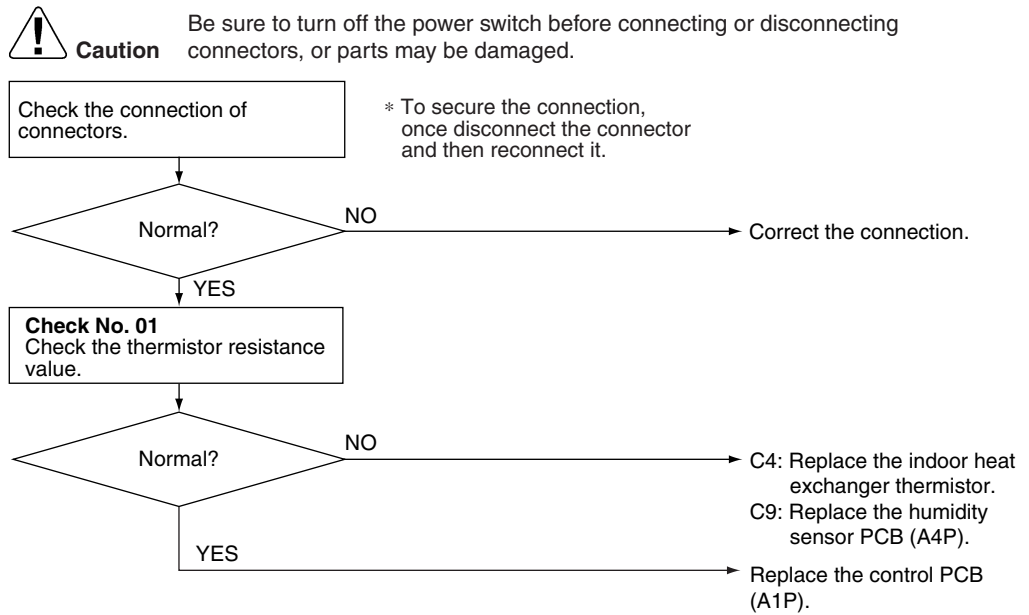 Be sure to turn off the power switch before connecting or disconnecting
Caution connectors, or parts may be damaged.
Check the connection of
connectors.
* To secure the connection,
once disconnect the connector
and then reconnect it.
Normal?
NO
Correct the connection.
YES
Check No. 01
Check the thermistor resistance
value.
Normal?
NO
C4: Replace the indoor heat
exchanger thermistor.
C9: Replace the humidity
sensor PCB (A4P).
YES
Replace the control PCB
(A1P).